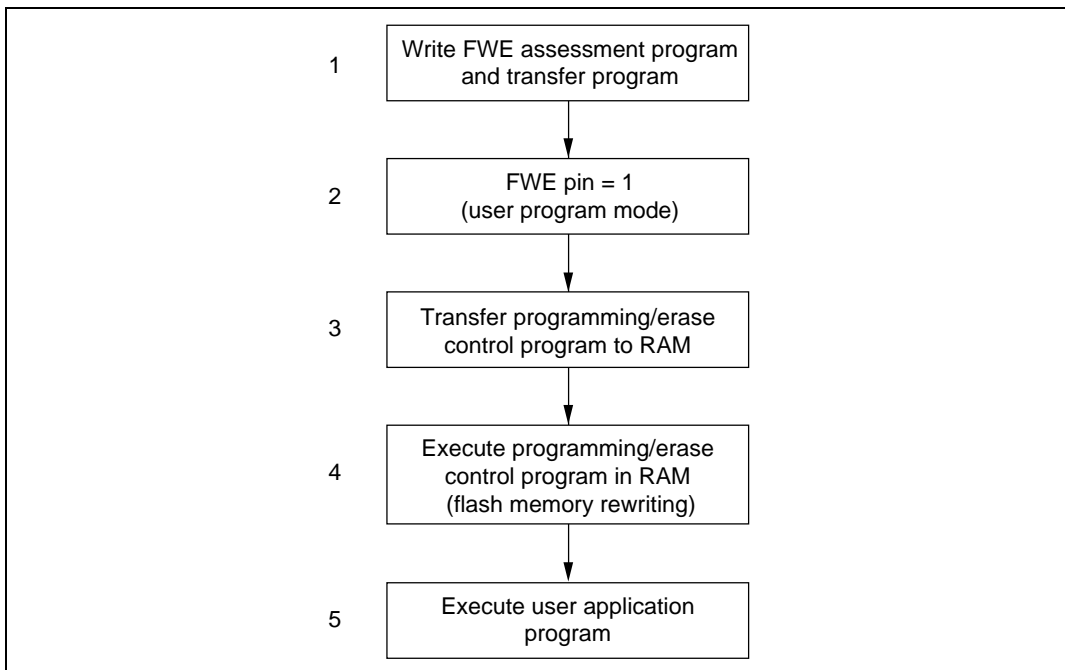 1
Write FWE assessment program
and transfer program
2
FWE pin = 1
(user program mode)
3
Transfer programming/erase
control program to RAM
4
Execute programming/erase
control program in RAM
(flash memory rewriting)
5
Execute user application
program